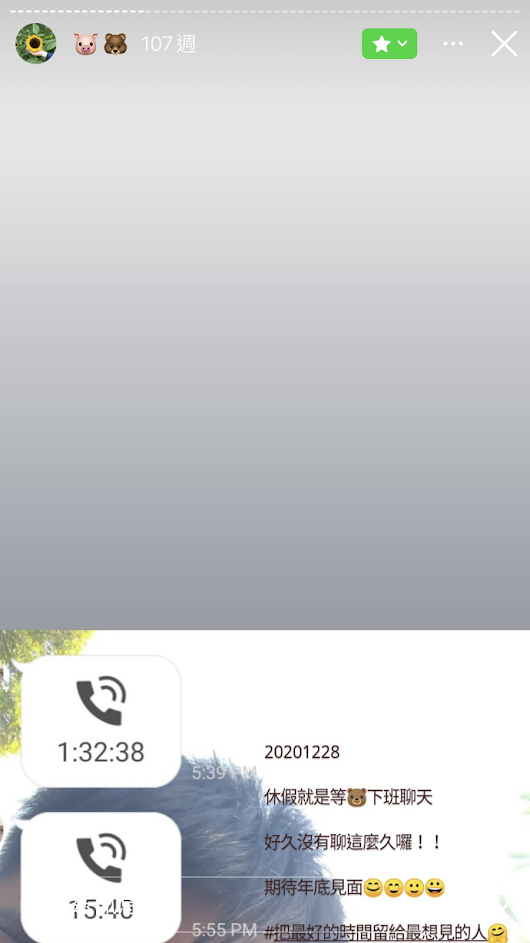 🐷🐻 107 週
1:32:38
5:39 PM
20201228
休假就是等🐻下班聊天
好久沒有聊這麼久囉！！
期待年底見面😊😊🙂😀
15:40
5:55 PM
#把最好的時間留給最想見的人🤗